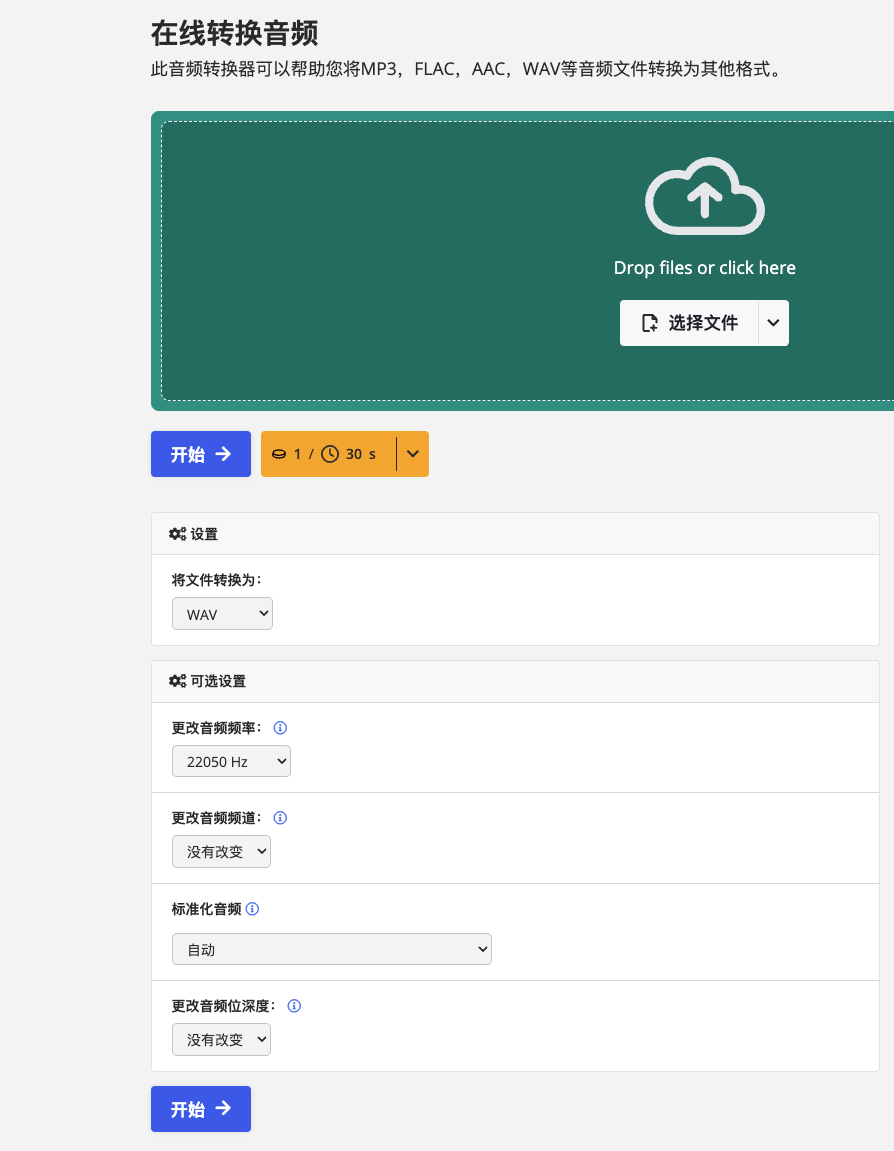 在线转换音频
此音频转换器可以帮助您将MP3，FLAC，AAC，WAV等音频文件转换为其他格式。
Drop files or click here
选择文件
开始
1 / 30 s
设置
将文件转换为：
WAV
可选设置
更改音频频率：
22050 Hz
更改音频频道：
没有改变
标准化音频
自动
更改音频位深度：
没有改变
开始